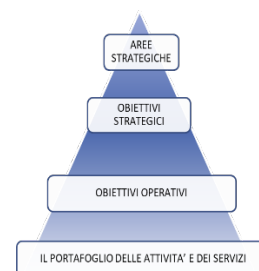 AREE
STRATEGICHE
OBIETTIVI
STRATEGICI
OBIETTIVI OPERATIVI
IL PORTAFOGLIO DELLE ATTIVITA' E DEI SERVIZI